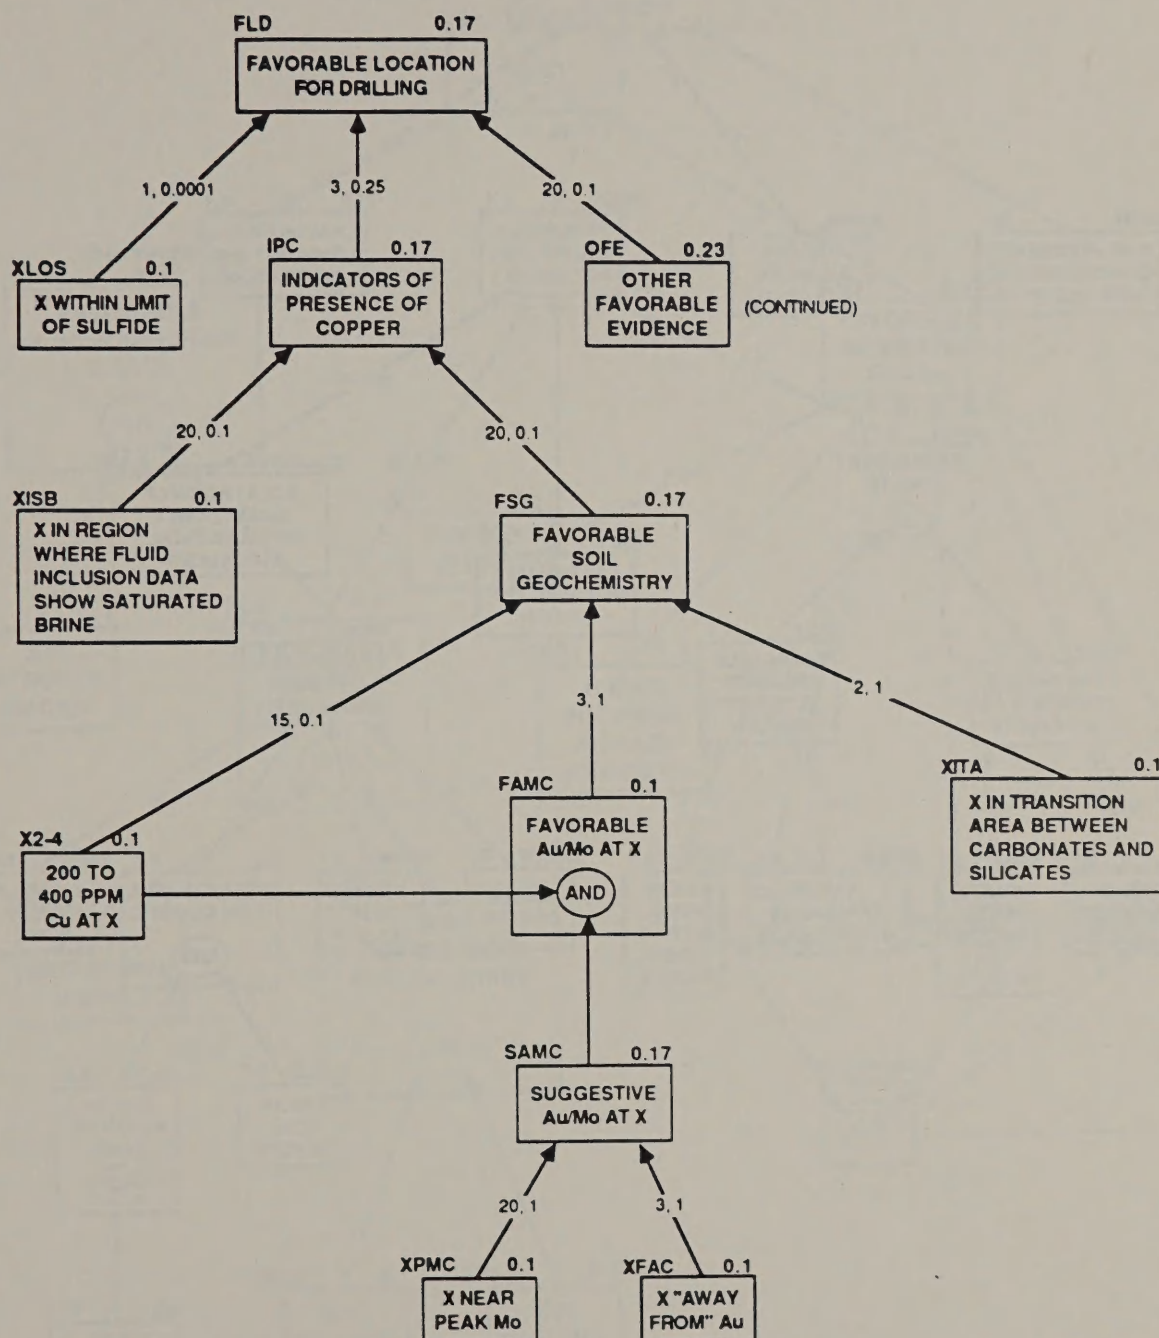 FLD 0.17
FAVORABLE LOCATION
FOR DRILLING
1, 0.0001
3, 0.25
20, 0.1
XLOS 0.1
X WITHIN LIMIT
OF SULFIDE
IPC 0.17
INDICATORS OF
PRESENCE OF
COPPER
OFE 0.23
OTHER
FAVORABLE
EVIDENCE
(CONTINUED)
20, 0.1
20, 0.1
XISB 0.1
X IN REGION
WHERE FLUID
INCLUSION DATA
SHOW SATURATED
BRINE
FSG 0.17
FAVORABLE
SOIL
GEOCHEMISTRY
15, 0.1
3, 1
2, 1
X2-4 0.1
200 TO
400 PPM
Cu AT X
FAMC 0.1
FAVORABLE
Au/Mo AT X
AND
XITA 0.1
X IN TRANSITION
AREA BETWEEN
CARBONATES AND
SILICATES
SAMC 0.17
SUGGESTIVE
Au/Mo AT X
20, 1
3, 1
XPMC 0.1
X NEAR
PEAK Mo
XFAC 0.1
X "AWAY
FROM" Au